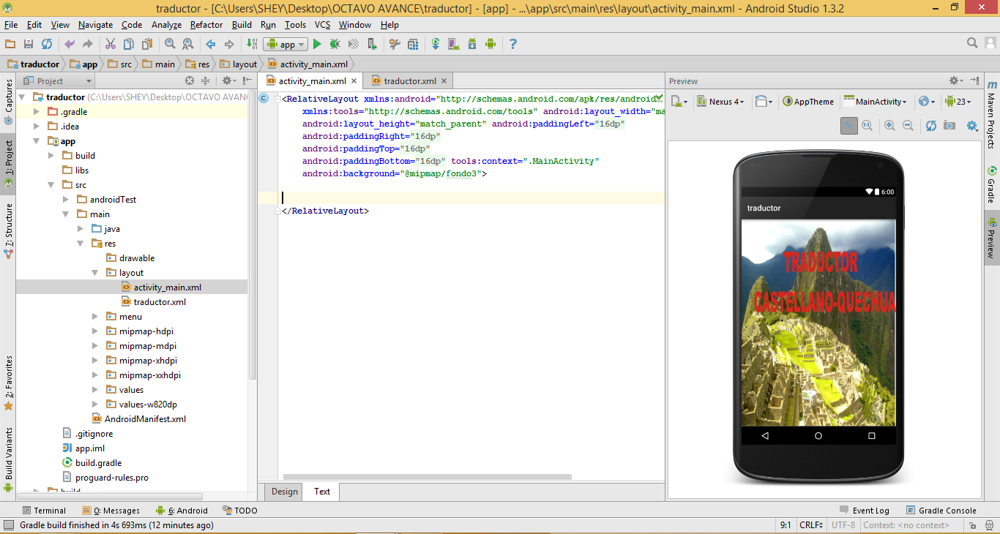 traductor - [C:\Users\SHEY\Desktop\OCTAVO AVANCE\traductor] - [app] - ...\app\src\main\res\layout\activity_main.xml - Android Studio 1.3.2
File Edit View Navigate Code Analyze Refactor Build Run Tools VCS Window Help
app
traductor app src main res layout activity_main.xml
Captures
1: Project
7: Structure
2: Favorites
Build Variants
Project
traductor (C:\Users\SHEY\Desktop\OCTAVO AVANC
.gradle
.idea
app
build
libs
src
androidTest
main
java
res
drawable
layout
activity_main.xml
traductor.xml
menu
mipmap-hdpi
mipmap-mdpi
mipmap-xhdpi
mipmap-xxhdpi
values
values-w820dp
AndroidManifest.xml
.gitignore
app.iml
build.gradle
proguard-rules.pro
build
activity_main.xml traductor.xml
<RelativeLayout xmlns:android="http://schemas.android.com/apk/res/android
xmlns:tools="http://schemas.android.com/tools" android:layout_width="ma
android:layout_height="match_parent" android:paddingLeft="16dp"
android:paddingRight="16dp"
android:paddingTop="16dp"
android:paddingBottom="16dp" tools:context=".MainActivity"
android:background="@mipmap/fondo3">
</RelativeLayout>
Design Text
Preview
Nexus 4 AppTheme MainActivity 23
1:1
6:00
traductor
TRADUCTOR
CASTELLANO-QUECHUA
Maven Projects
Gradle
Preview
Terminal 0: Messages 6: Android TODO Event Log Gradle Console
Gradle build finished in 4s 693ms (12 minutes ago) 9:1 CRLF UTF-8 Context: <no context>